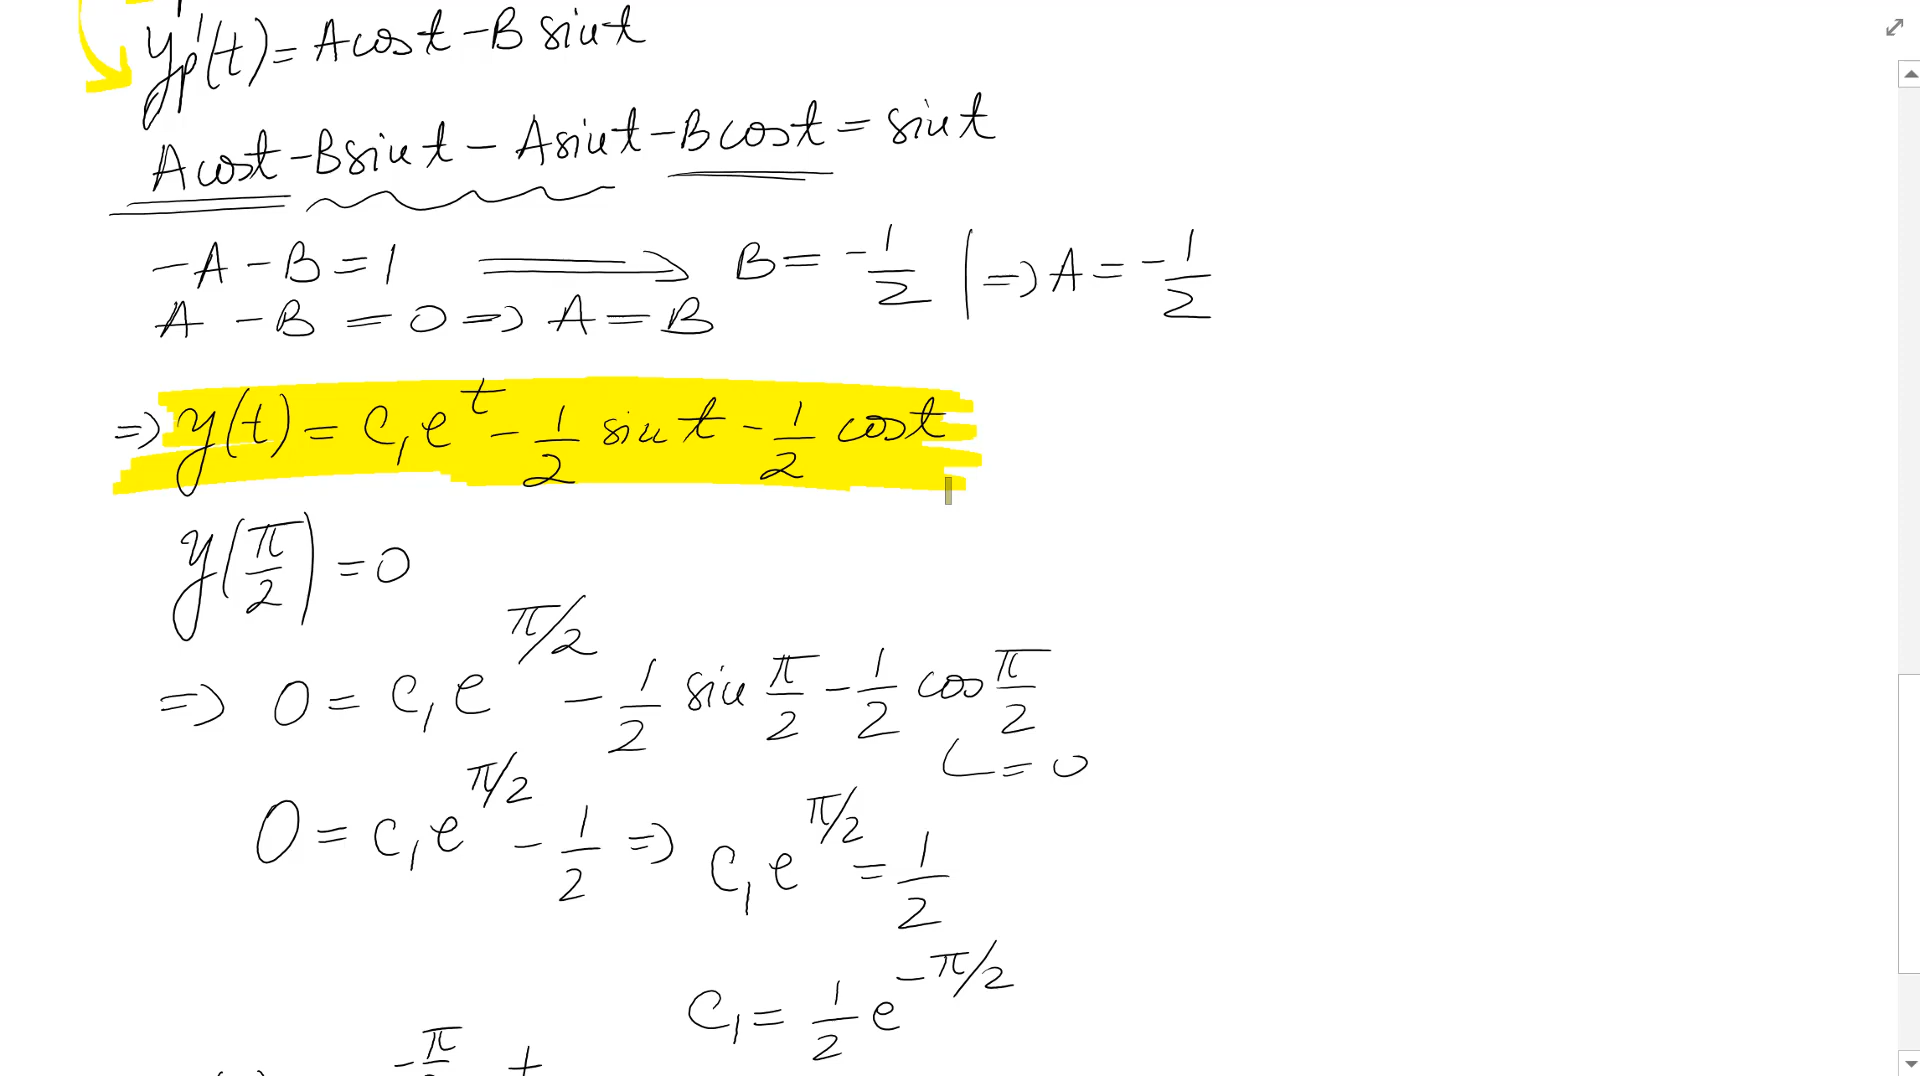 y_p'(t) = A cos t - B sin t
A cos t - B sin t - A sin t - B cos t = sin t
-A - B = 1 ⟹ B = -1/2 | => A = -1/2
A - B = 0 => A = B
=> y(t) = C₁e^t - 1/2 sin t - 1/2 cos t
y(π/2) = 0
=> 0 = C₁e^(π/2) - 1/2 sin π/2 - 1/2 cos π/2
= 0
0 = C₁e^(π/2) - 1/2 => C₁e^(π/2) = 1/2
C₁ = 1/2 e^(-π/2)